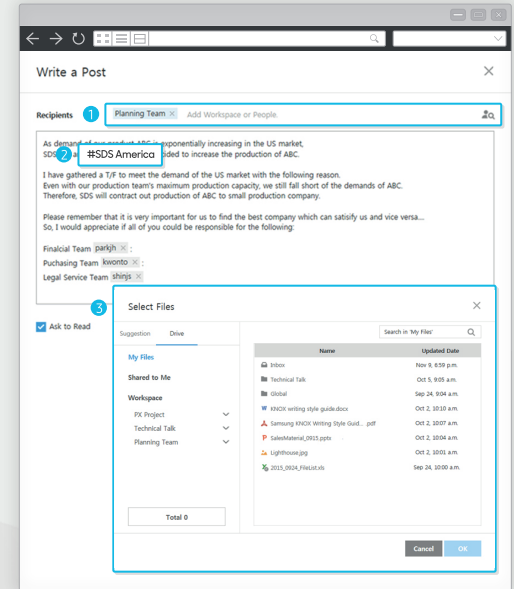 Write a Post
Recipients
1
Planning Team ×
Add Workspace or People.
As demand of our product ABC is exponentially increasing in the US market,
2
#SDS America
SDS
cided to increase the production of ABC.
I have gathered a T/F to meet the demand of the US market with the following reason.
Even with our production team's maximum production capacity, we still fall short of the demands of ABC.
Therefore, SDS will contract out production of ABC to small production company.
Please remember that it is very important for us to find the best company which can satisify us and vice versa...
So, I would appreciate if all of you could be responsible for the following:
Finalcial Team parkjh × :
Puchasing Team kwonto × :
Legal Service Team shinjs ×
3
Ask to Read
Select Files
Suggestion Drive
Search in 'My Files'
My Files
Shared to Me
Workspace
PX Project
Technical Talk
Planning Team
Total 0
Name Updated Date
Inbox Nov 9, 6:59 p.m.
Technical Talk Oct 5, 9:05 a.m.
Global Sep 24, 9:04 a.m.
KNOX writing style guide.docx Oct 2, 10:10 a.m.
Samsung KNOX Writing Style Guid... .pdf Oct 2, 10:07 a.m.
SalesMaterial_0915.pptx Oct 2, 10:04 a.m.
Lighthouse.jpg Oct 2, 10:01 a.m.
2015_0924_FileList.xls Sep 24, 10:00 a.m.
Cancel OK